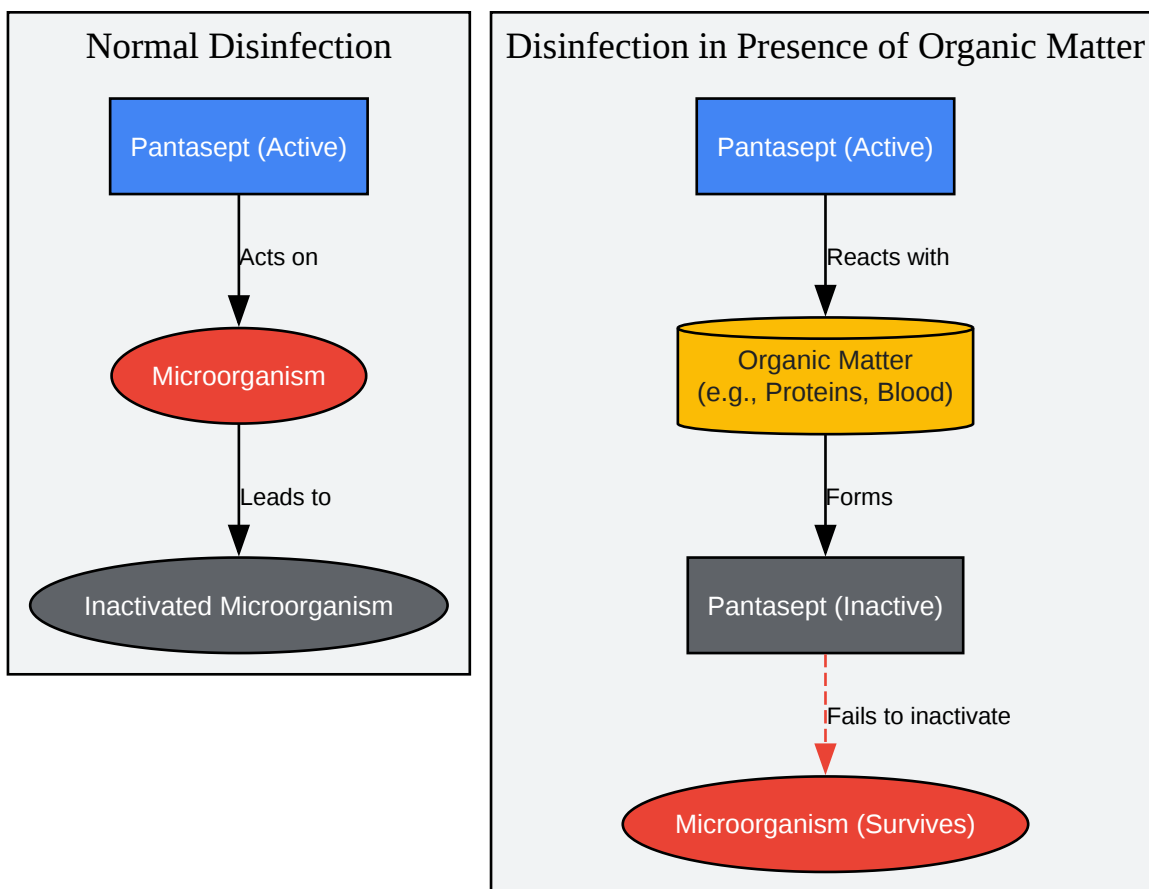 Normal Disinfection
Pantasept (Active)
Acts on
Microorganism
Leads to
Inactivated Microorganism
Disinfection in Presence of Organic Matter
Pantasept (Active)
Reacts with
Organic Matter
(e.g., Proteins, Blood)
Forms
Pantasept (Inactive)
Fails to inactivate
Microorganism (Survives)